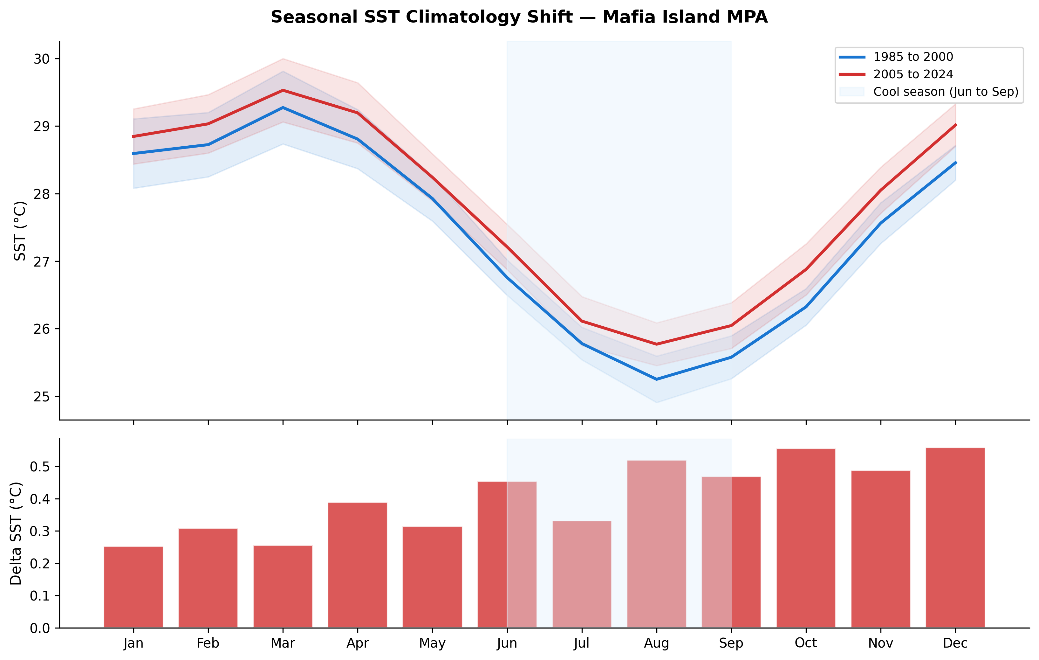 Seasonal SST Climatology Shift — Mafia Island MPA
30
29
28
27
26
25
SST (°C)
1985 to 2000
2005 to 2024
Cool season (Jun to Sep)
0.5
0.4
0.3
0.2
0.1
0.0
Delta SST (°C)
Jan Feb Mar Apr May Jun Jul Aug Sep Oct Nov Dec